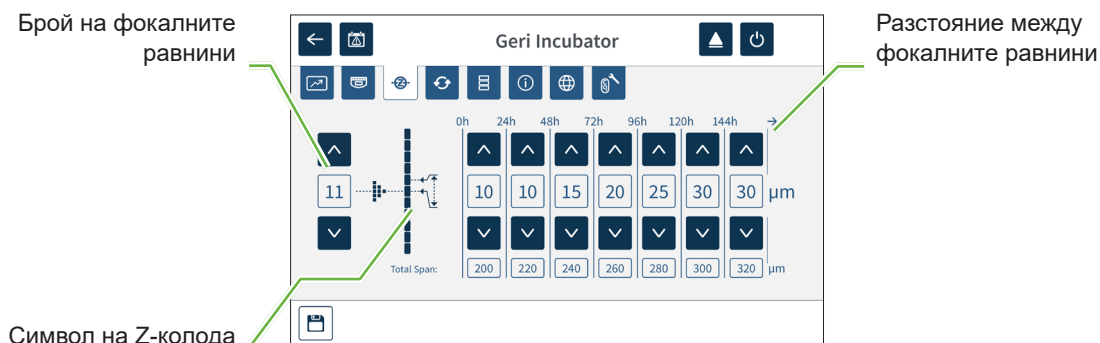 Брой на фокалните
равнини
Geri Incubator
Разстояние между
фокалните равнини
Z
0h 24h 48h 72h 96h 120h 144h →
11 10 10 15 20 25 30 30 µm
Total Span: 200 220 240 260 280 300 320 µm
Символ на Z-колода